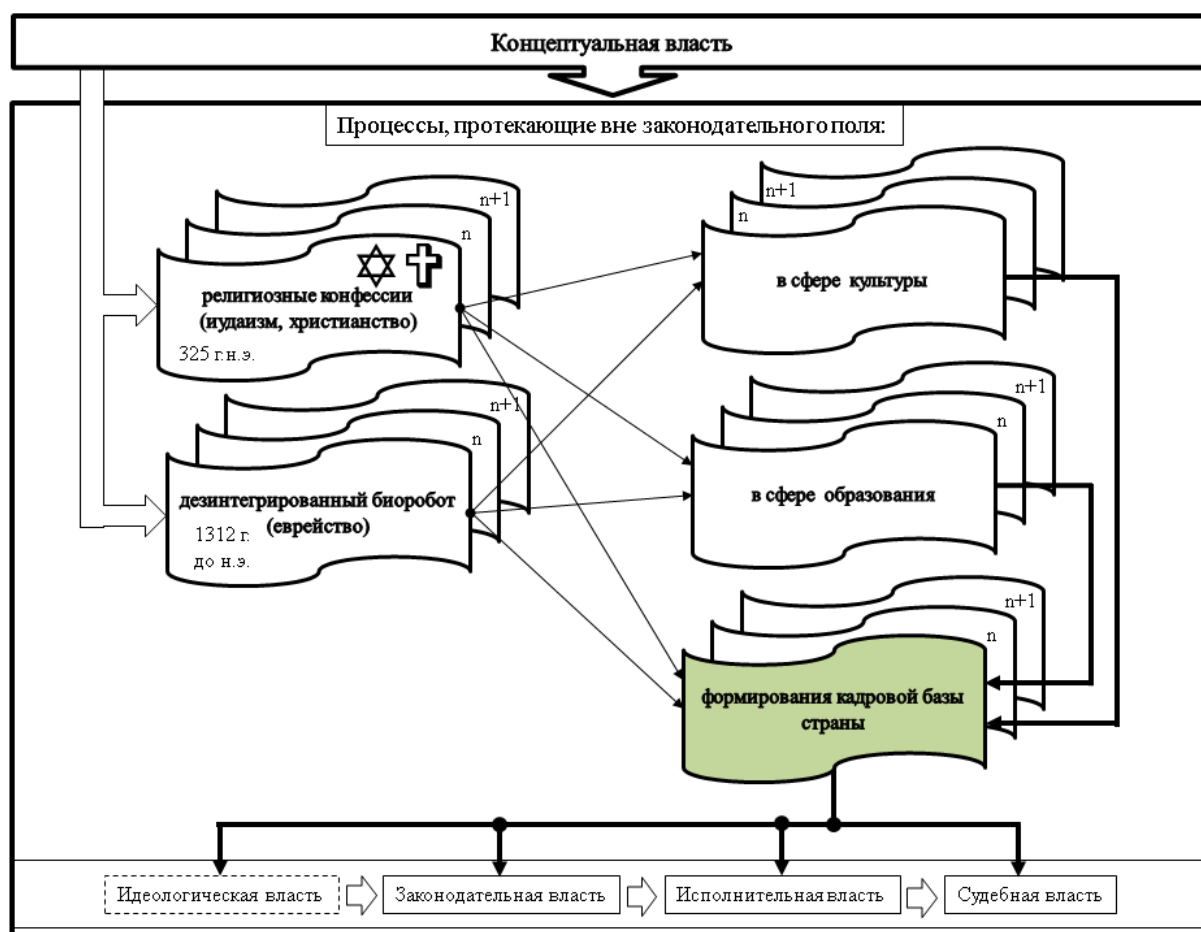 Концептуальная власть
Процессы, протекающие вне законодательного поля:
n+1
n
религиозные конфессии
(иудаизм, христианство)
325 г.н.э.
n+1
n
в сфере культуры
n+1
n
дезинтегрированный биоробот
(еврейство)
1312 г.
до н.э.
n+1
n
в сфере образования
n+1
n
формирования кадровой базы
страны
Идеологическая власть
Законодательная власть
Исполнительная власть
Судебная власть